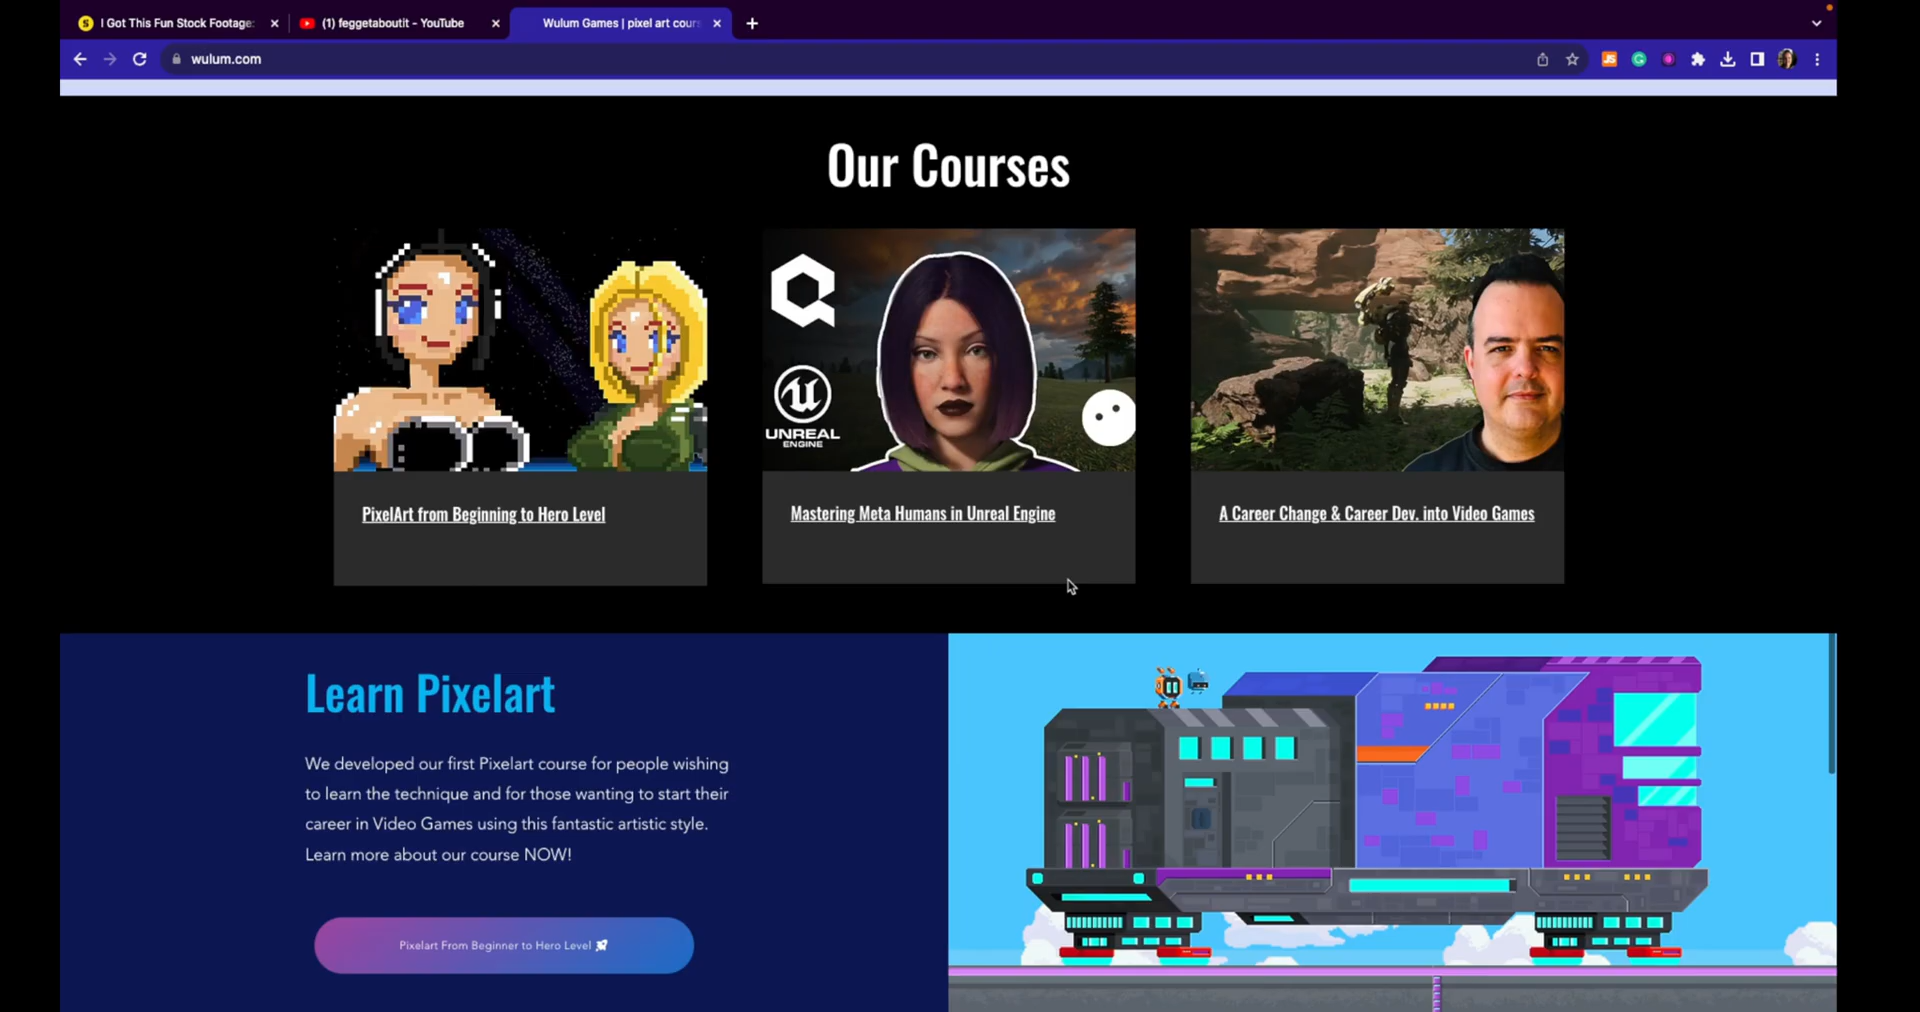 I Got This Fun Stock Footage:
(1) feggetaboutit - YouTube
Wulum Games | pixel art cour
wulum.com
Our Courses
UNREAL
ENGINE
PixelArt from Beginning to Hero Level
Mastering Meta Humans in Unreal Engine
A Career Change & Career Dev. into Video Games
Learn Pixelart
We developed our first Pixelart course for people wishing
to learn the technique and for those wanting to start their
career in Video Games using this fantastic artistic style.
Learn more about our course NOW!
Pixelart From Beginner to Hero Level 🚀